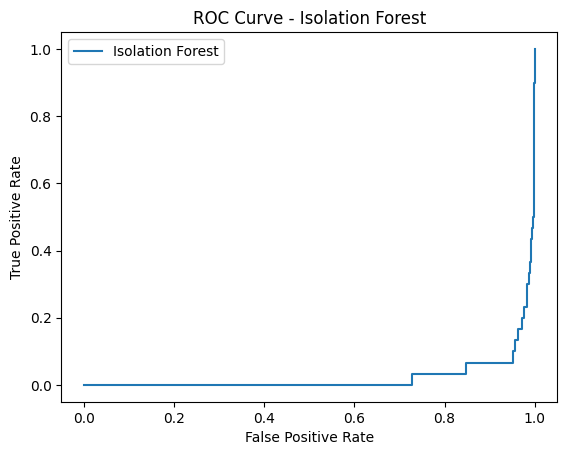 ROC Curve - Isolation Forest
Isolation Forest
1.0
0.8
0.6
0.4
0.2
0.0
True Positive Rate
0.0 0.2 0.4 0.6 0.8 1.0
False Positive Rate